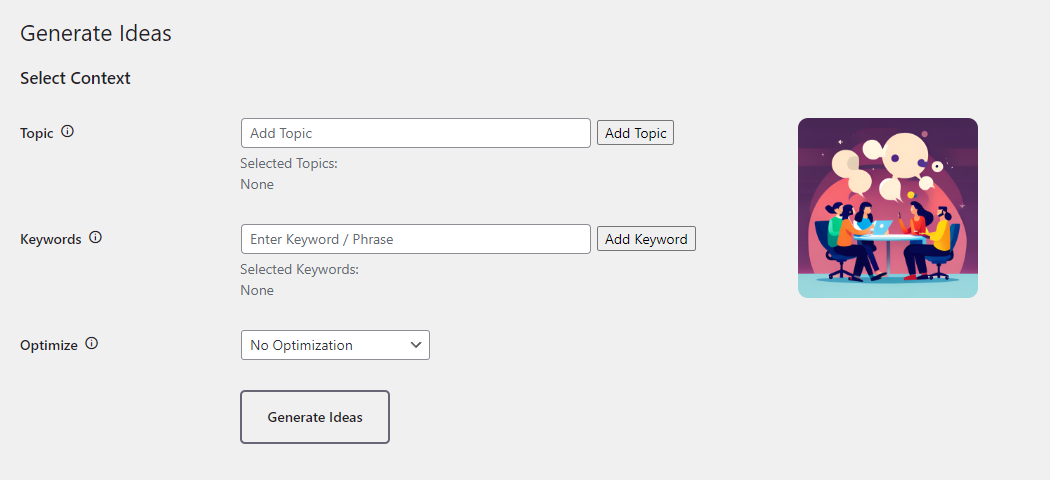 Generate Ideas
Select Context
Topic
Add Topic
Add Topic
Selected Topics:
None
Keywords
Enter Keyword / Phrase
Add Keyword
Selected Keywords:
None
Optimize
No Optimization
Generate Ideas